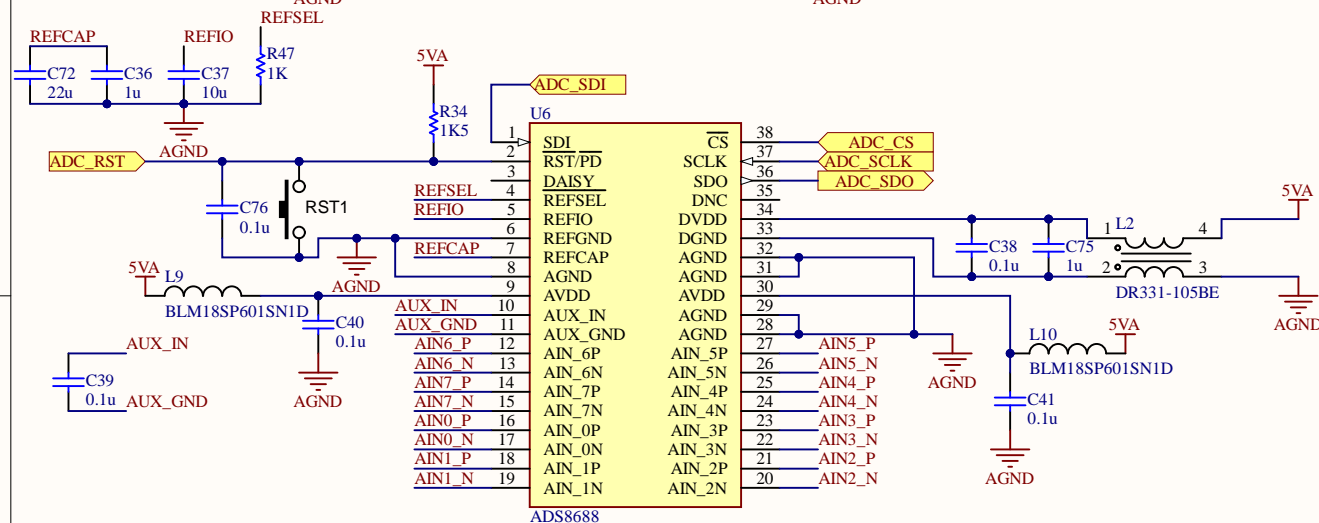 AGND
AGND
REFSEL
REFCAP
REFIO
R47
1K
C72
22u
C36
1u
C37
10u
AGND
5VA
R34
1K5
ADC_SDI
U6
ADC_RST
1 SDI
2 RST/PD
3 DAISY
4 REFSEL
5 REFIO
6 REFGND
7 REFCAP
8 AGND
9 AVDD
10 AUX_IN
11 AUX_GND
12 AIN_6P
13 AIN_6N
14 AIN_7P
15 AIN_7N
16 AIN_0P
17 AIN_0N
18 AIN_1P
19 AIN_1N
CS 38
SCLK 37
SDO 36
DNC 35
DVDD 34
DGND 33
AGND 32
AGND 31
AVDD 30
AGND 29
AGND 28
AIN_5P 27
AIN_5N 26
AIN_4P 25
AIN_4N 24
AIN_3P 23
AIN_3N 22
AIN_2P 21
AIN_2N 20
ADS8688
REFSEL
REFIO
REFCAP
AUX_IN
AUX_GND
AIN6_P
AIN6_N
AIN7_P
AIN7_N
AIN0_P
AIN0_N
AIN1_P
AIN1_N
C76
0.1u
RST1
AGND
5VA
L9
BLM18SP601SN1D
C40
0.1u
AGND
AUX_IN
C39
0.1u
AUX_GND
ADC_CS
ADC_SCLK
ADC_SDO
C38
0.1u
C75
1u
L2
1
4
2
3
DR331-105BE
5VA
AGND
AGND
5VA
L10
BLM18SP601SN1D
C41
0.1u
AGND
AIN5_P
AIN5_N
AIN4_P
AIN4_N
AIN3_P
AIN3_N
AIN2_P
AIN2_N